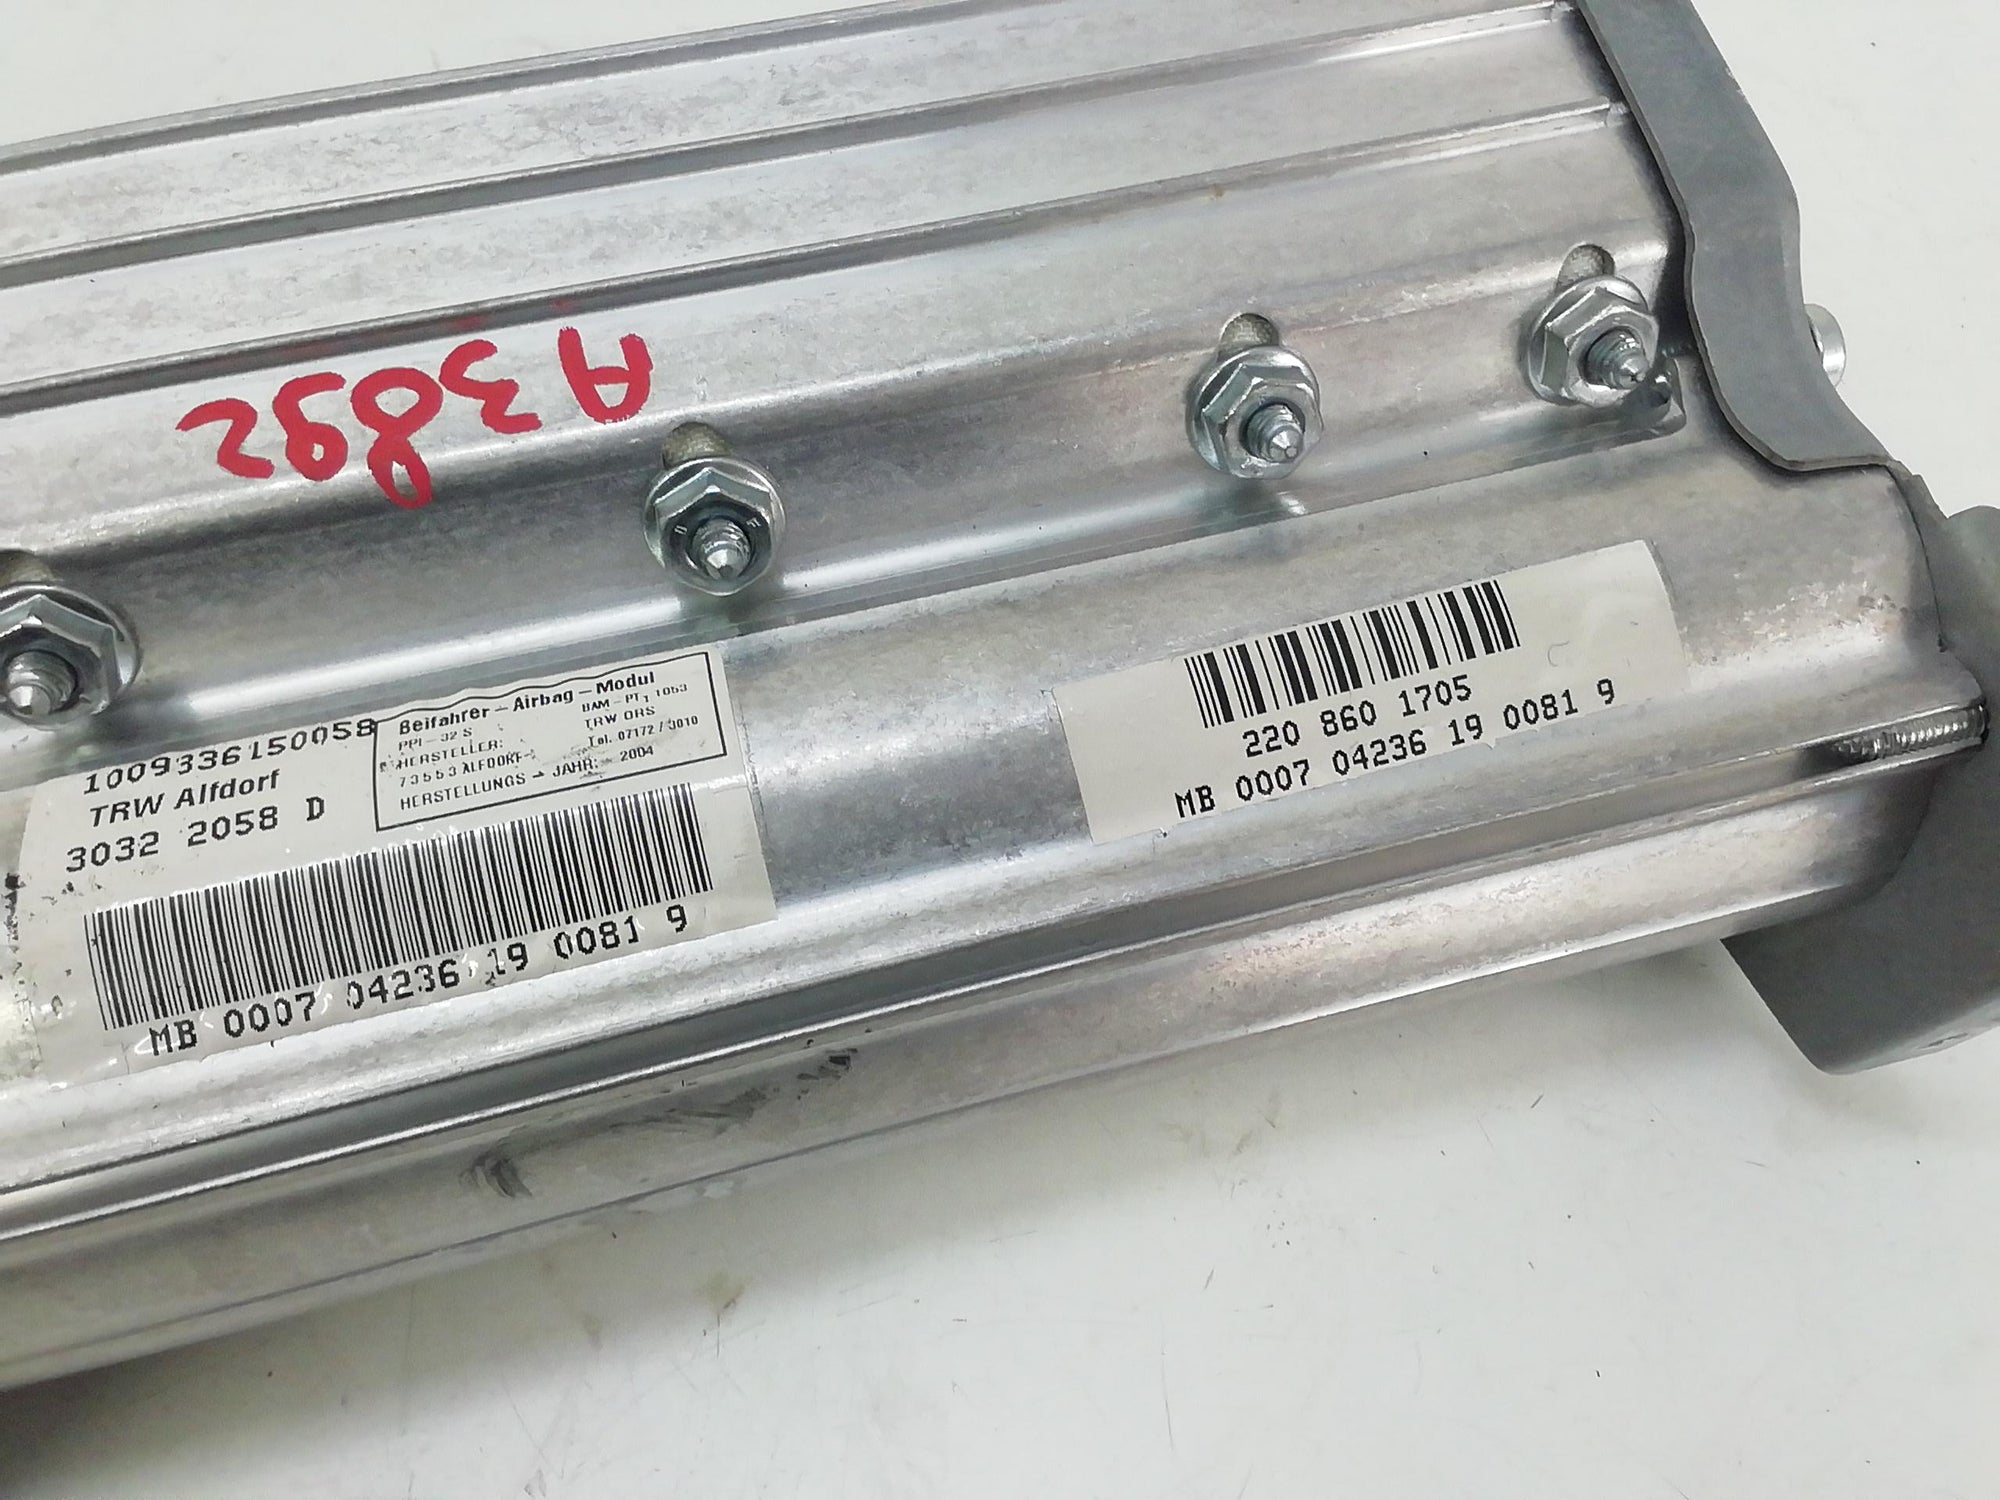 A3892
1009336150058
TRW Alfdorf
3032 2058 D
Beifahrer-Airbag-Modul
PPI-32 S BAM-PT1 1053
HERSTELLER: TRW ORS
73553 ALFDORF Tel. 07172/3010
HERSTELLUNGS-JAHR: 2004
MB 0007 04236 19 0081 9
220 860 1705
MB 0007 04236 19 0081 9